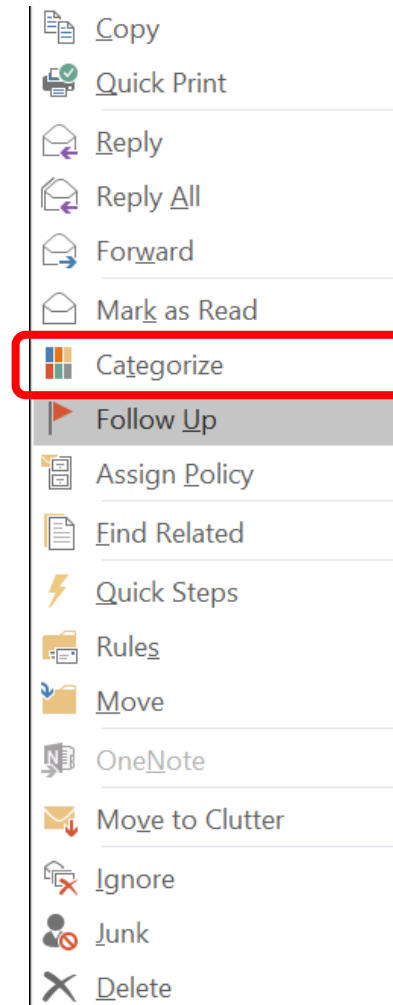 Copy
Quick Print
Reply
Reply All
Forward
Mark as Read
Categorize
Follow Up
Assign Policy
Find Related
Quick Steps
Rules
Move
OneNote
Move to Clutter
Ignore
Junk
Delete